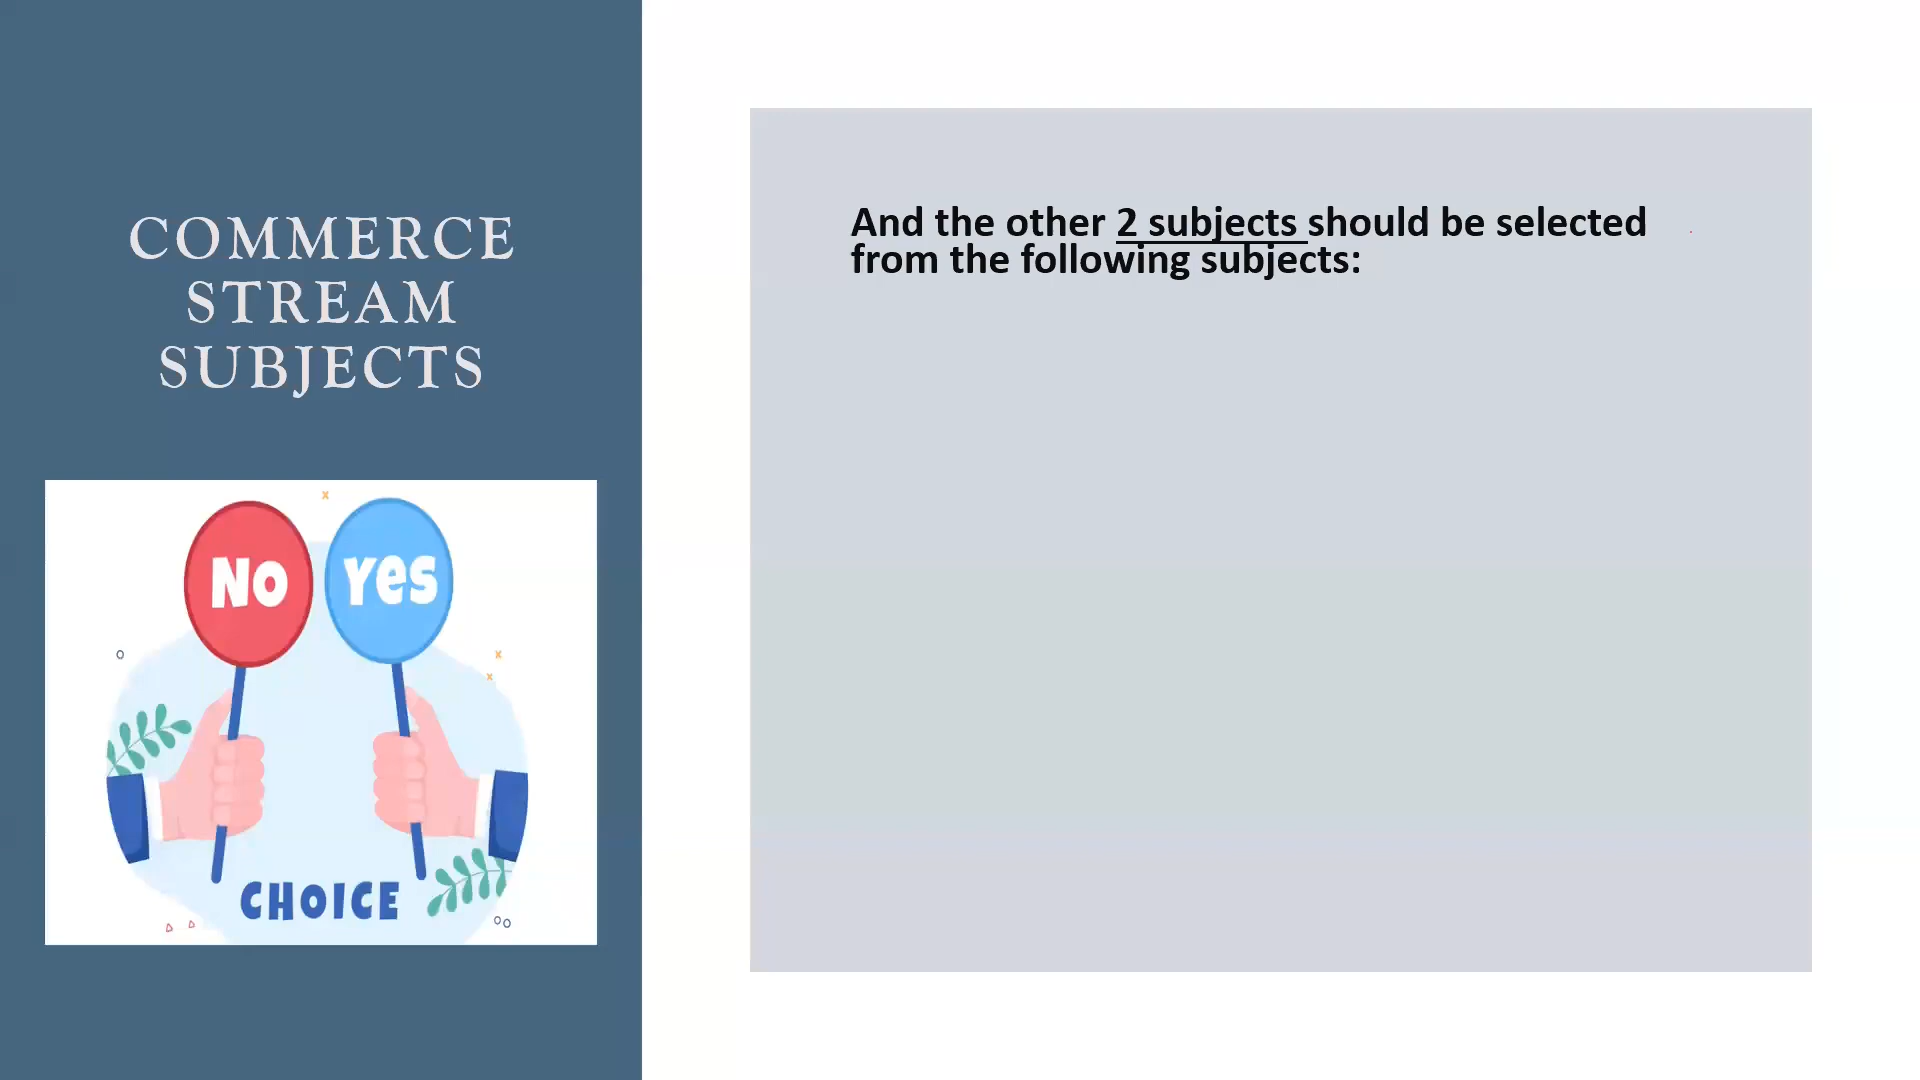 COMMERCE
STREAM
SUBJECTS
And the other 2 subjects should be selected
from the following subjects:
No Yes
CHOICE